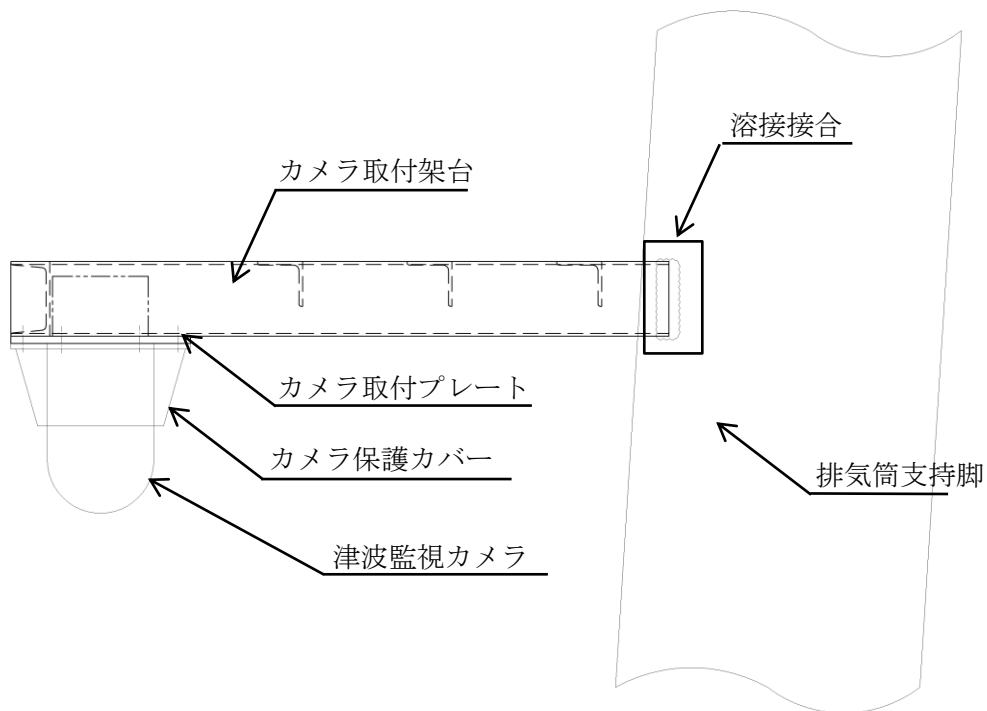 溶接接合
カメラ取付架台
カメラ取付プレート
カメラ保護カバー
排気筒支持脚
津波監視カメラ